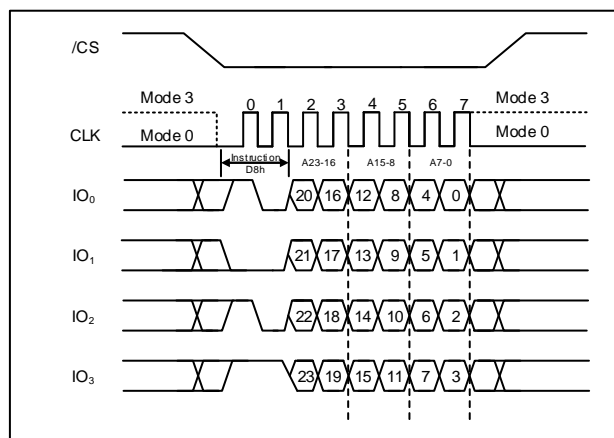 /CS
Mode 3 0 1 2 3 4 5 6 7 Mode 3
CLK Mode 0 Mode 0
Instruction A23-16 A15-8 A7-0
D8h
IO₀ 20 16 12 8 4 0
IO₁ 21 17 13 9 5 1
IO₂ 22 18 14 10 6 2
IO₃ 23 19 15 11 7 3